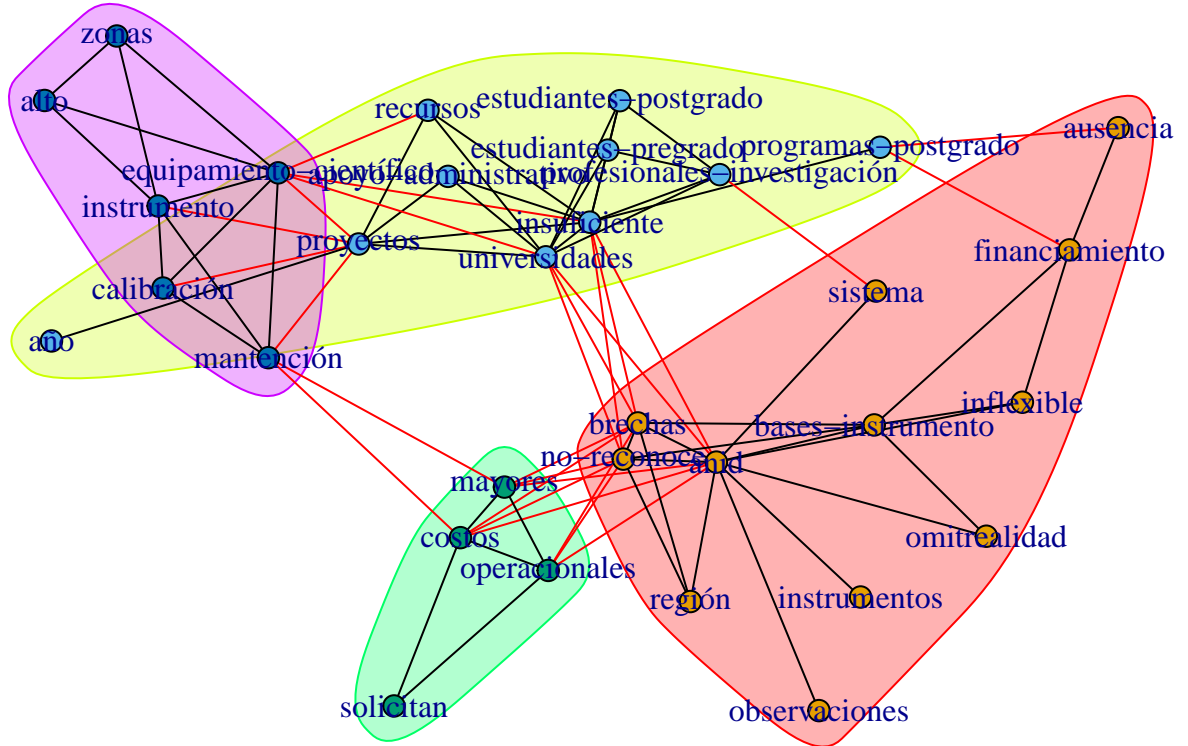 zonas
alto
recursos
estudiantes−postgrado
ausencia
estudiantes−pregrado
programas−postgrado
equipamiento−científico
apoyo−administrativo
profesionales−investigación
instrumento
insuficiente
proyectos
universidades
financiamiento
calibración
sistema
año
mantención
inflexible
brechas
bases−instrumento
no−reconoce
anid
mayores
costos
omitrealidad
operacionales
región
instrumentos
solicitan
observaciones